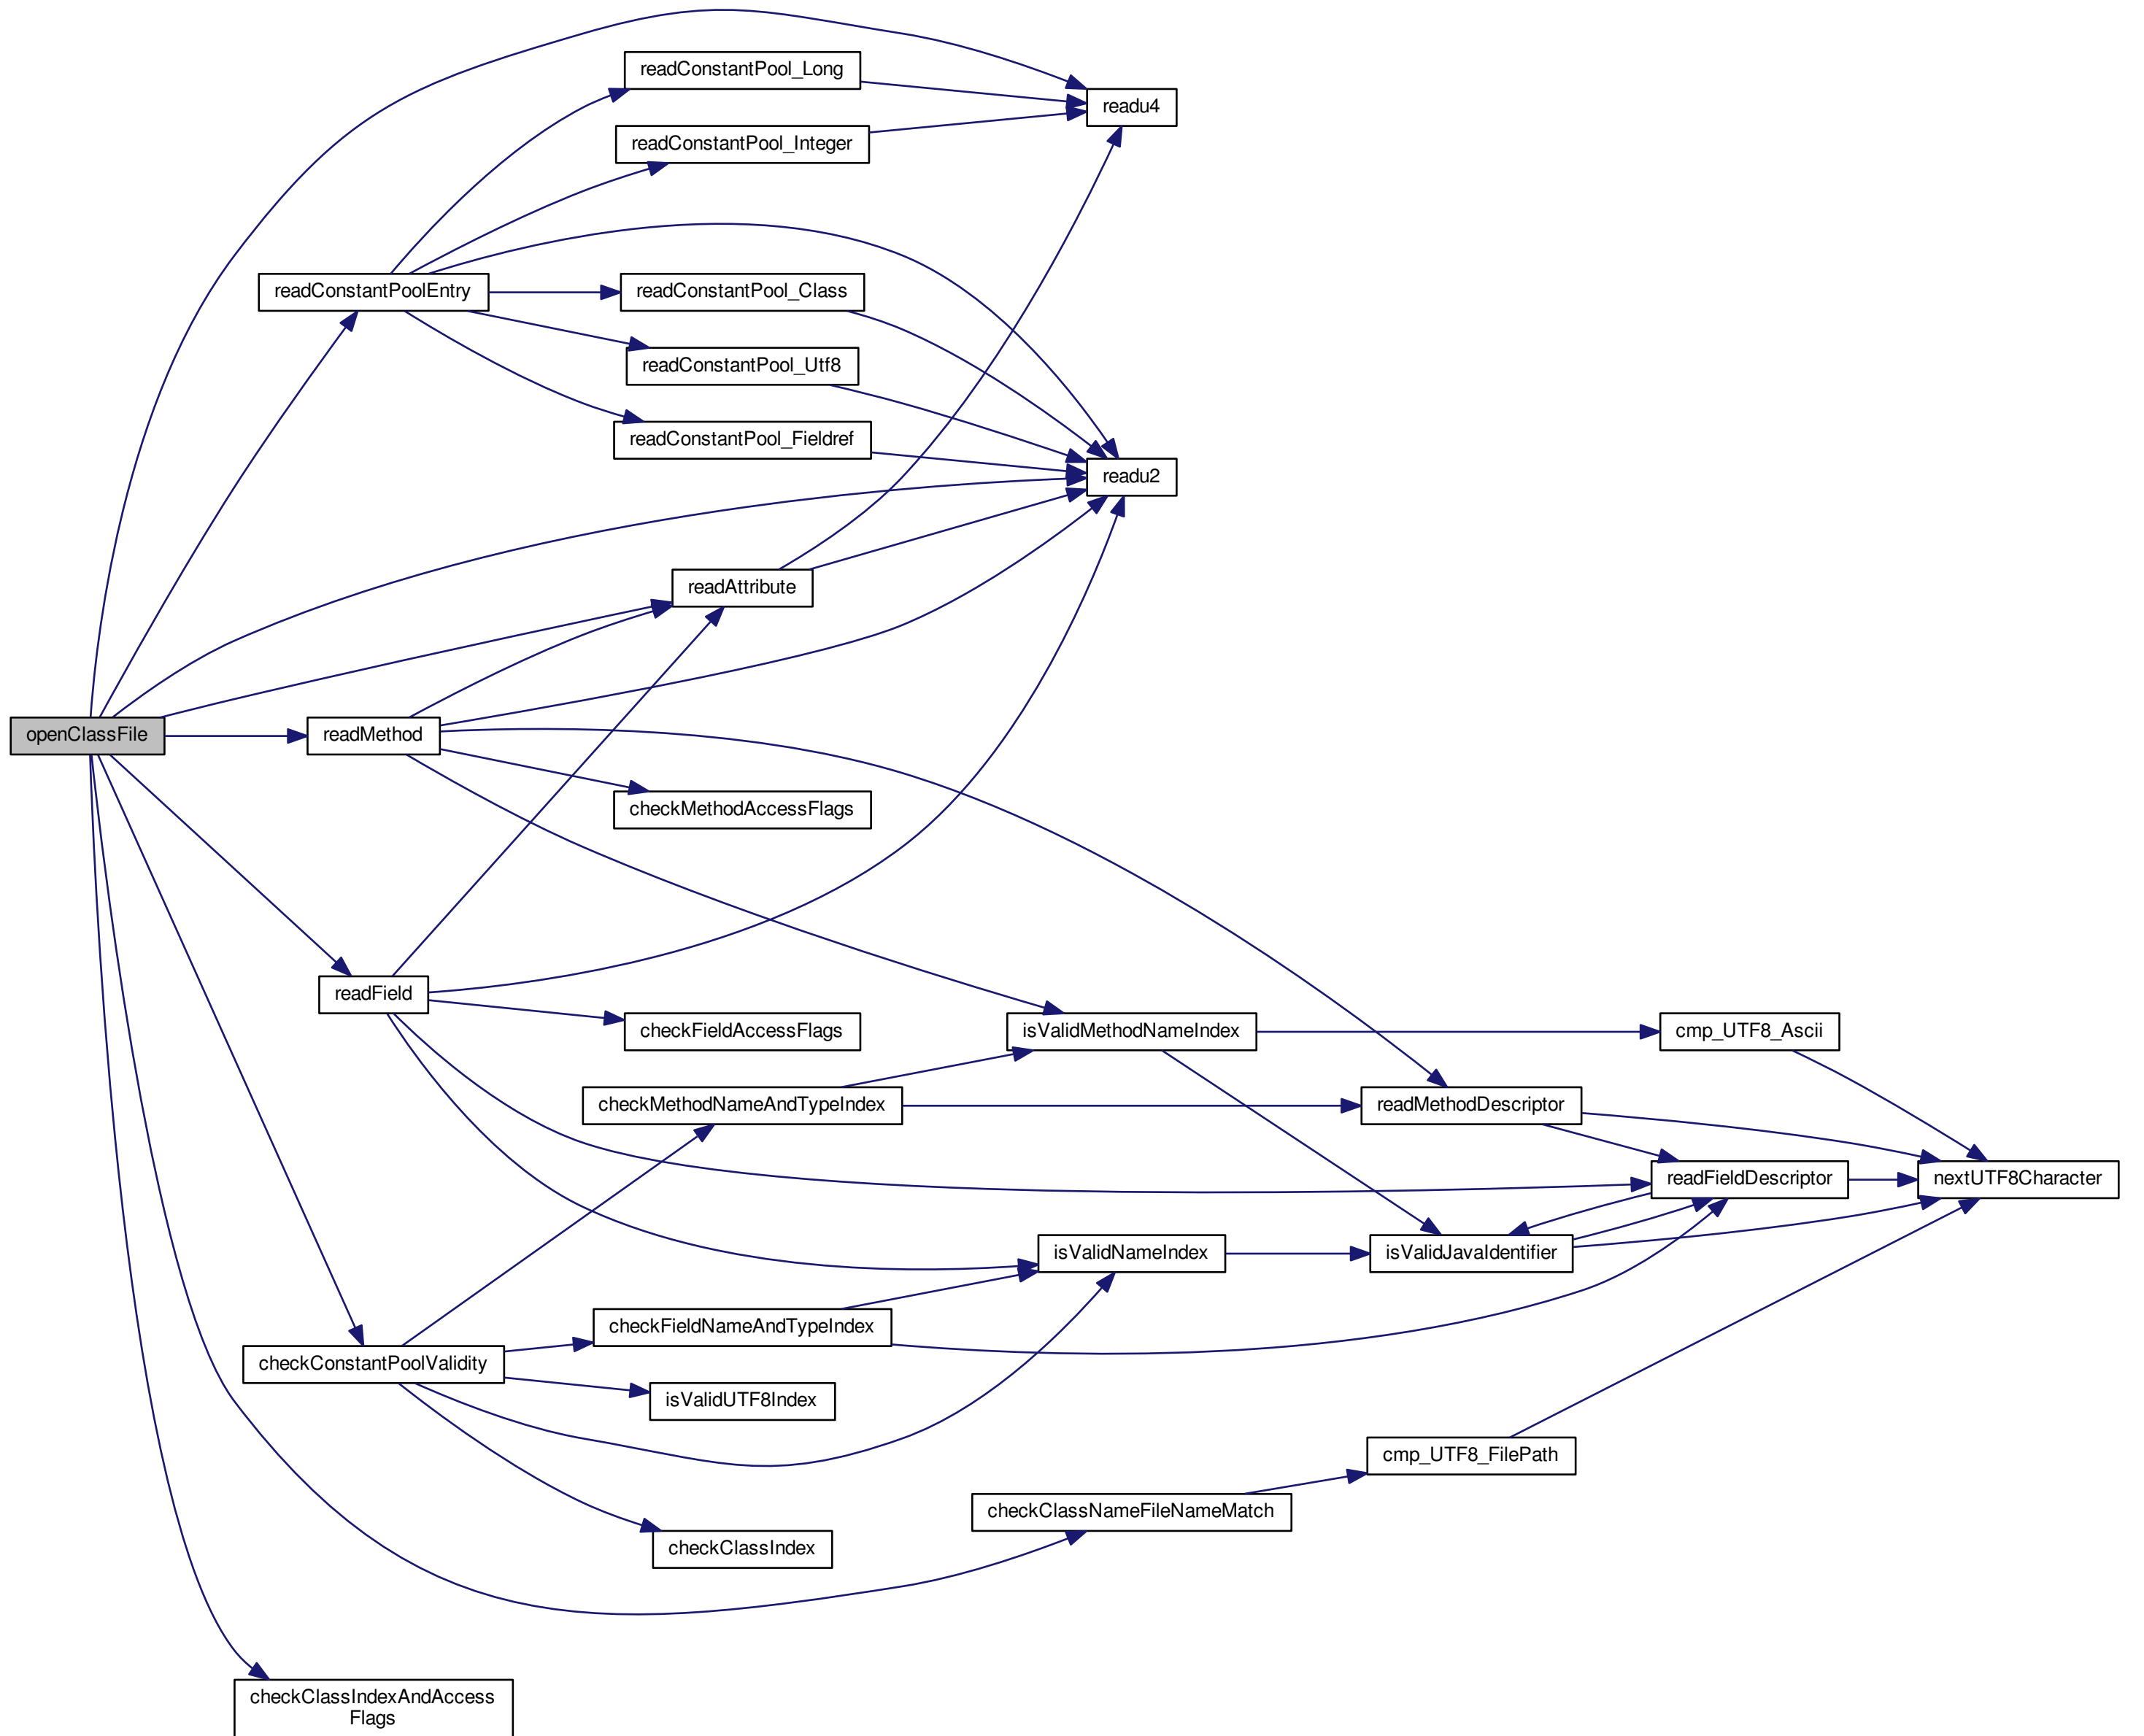 readConstantPool_Long
readu4
readConstantPool_Integer
readConstantPoolEntry
readConstantPool_Class
readConstantPool_Utf8
readConstantPool_Fieldref
readu2
readAttribute
openClassFile
readMethod
checkMethodAccessFlags
readField
checkFieldAccessFlags
isValidMethodNameIndex
cmp_UTF8_Ascii
checkMethodNameAndTypeIndex
readMethodDescriptor
readFieldDescriptor
nextUTF8Character
isValidNameIndex
isValidJavaIdentifier
checkFieldNameAndTypeIndex
checkConstantPoolValidity
isValidUTF8Index
cmp_UTF8_FilePath
checkClassNameFileNameMatch
checkClassIndex
checkClassIndexAndAccess
Flags